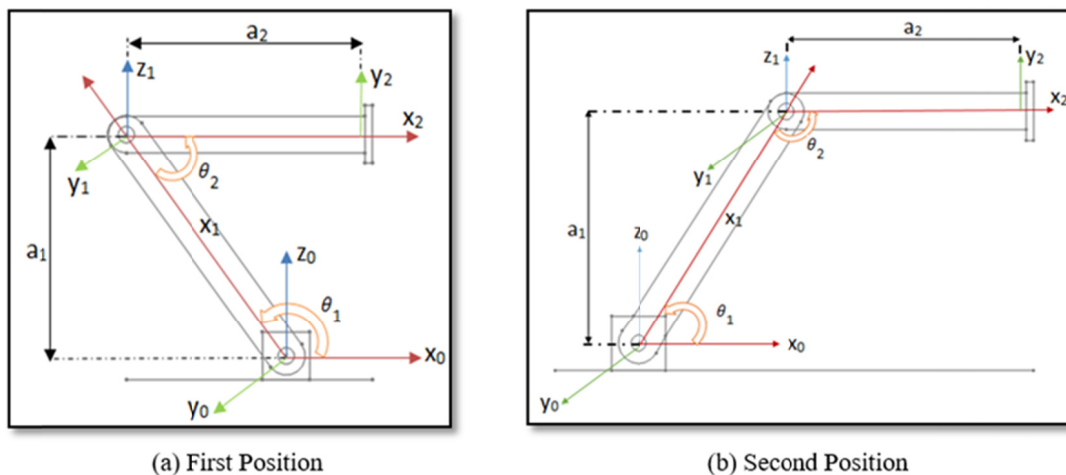 a₂
z₁
y₂
x₂
y₁
θ₂
a₁
x₁
z₀
θ₁
x₀
y₀
(a) First Position
a₂
z₁
y₂
x₂
θ₂
y₁
a₁
x₁
z₀
θ₁
x₀
y₀
(b) Second Position